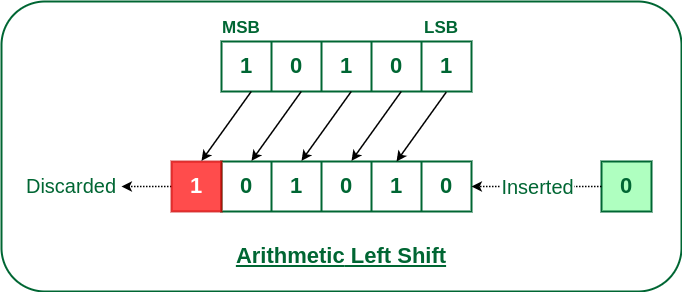 MSB LSB
1 0 1 0 1
Discarded 1 0 1 0 1 0 Inserted 0
Arithmetic Left Shift